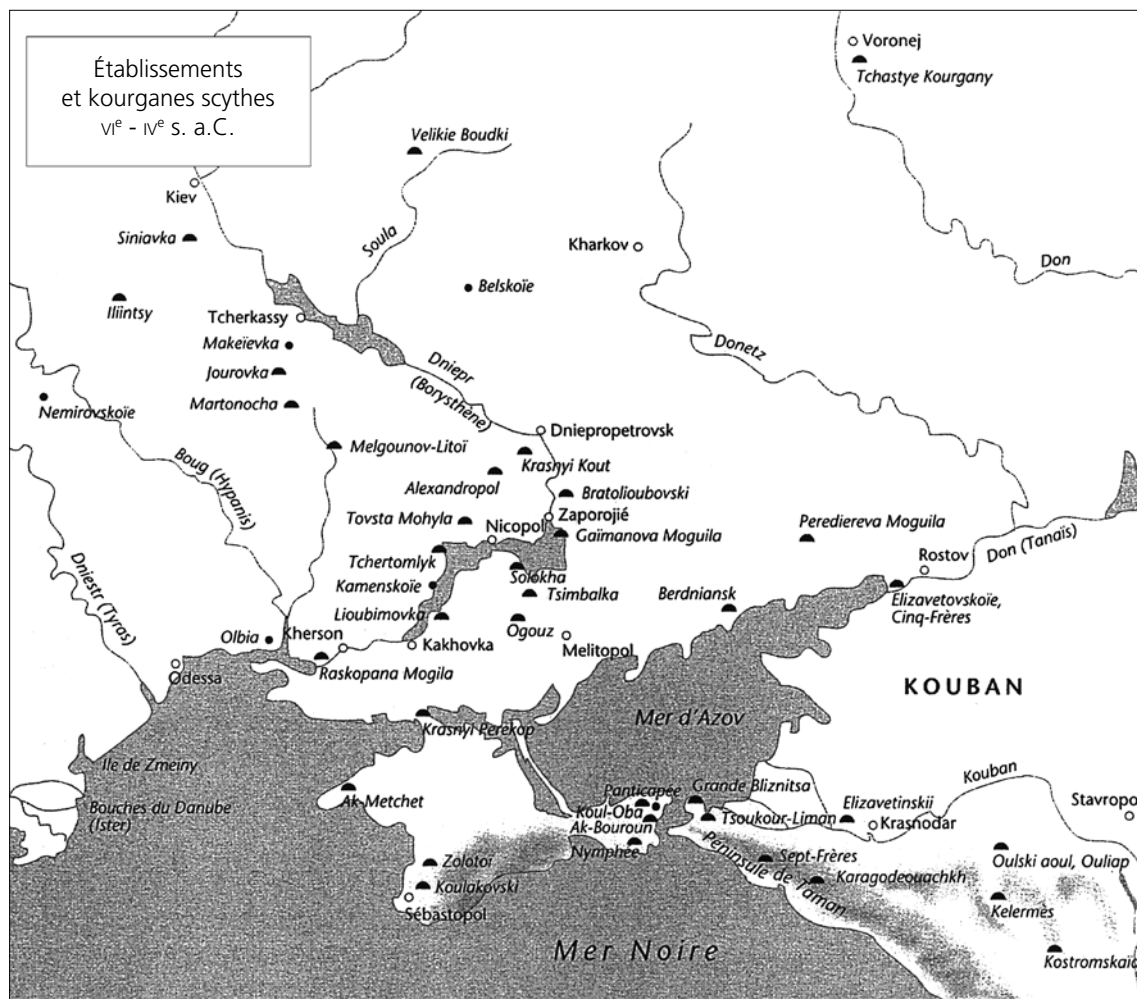 Établissements
et kourganes scythes
VIe - IVe s. a.C.
Voronej
Tchastye Kourgany
Velikie Boudki
Kiev
Siniavka
Soula
Kharkov
Don
Belskoïe
Iliintsy
Tcherkassy
Makeïevka
Jourovka
Dniepr
(Borysthène)
Donetz
Nemirovskoïe
Martonocha
Dniepropetrovsk
Melgounov-Litoï
Krasnyi Kout
Boug (Hypanis)
Alexandropol
Bratolioubovski
Tovsta Mohyla
Nicopol
Zaporojié
Gaïmanova Moguila
Perediereva Moguila
Tchertomlyk
Rostov
Don (Tanaïs)
Solokha
Kamenskoïe
Tsimbalka
Berdniansk
Elizavetovskoïe,
Cinq-Frères
Dniestr (Tyras)
Lioubimovka
Ogouz
Olbia
Kherson
Kakhovka
Melitopol
Odessa
Raskopana Mogila
KOUBAN
Krasnyi Perekop
Mer d'Azov
Ile de Zmeiny
Kouban
Ak-Metchet
Panticapée
Grande Bliznitsa
Bouches du Danube
(Ister)
Koul-Oba
Tsoukour-Liman
Elizavetinskii
Stavropo
Ak-Bouroun
Krasnodar
Nymphée
Zolotoï
Sept-Frères
Oulski aoul, Ouliap
Péninsule de Taman
Karagodeouachkh
Koulakovski
Sébastopol
Kelermès
Mer Noire
Kostromskaïa